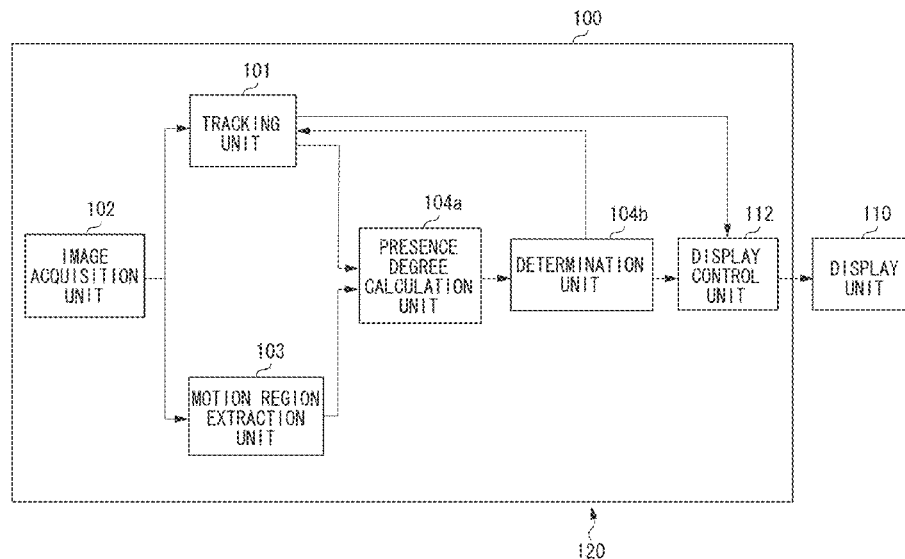 100
101
TRACKING
UNIT
102
IMAGE
ACQUISITION
UNIT
104a
PRESENCE
DEGREE
CALCULATION
UNIT
104b
DETERMINATION
UNIT
112
DISPLAY
CONTROL
UNIT
110
DISPLAY
UNIT
103
MOTION REGION
EXTRACTION
UNIT
120